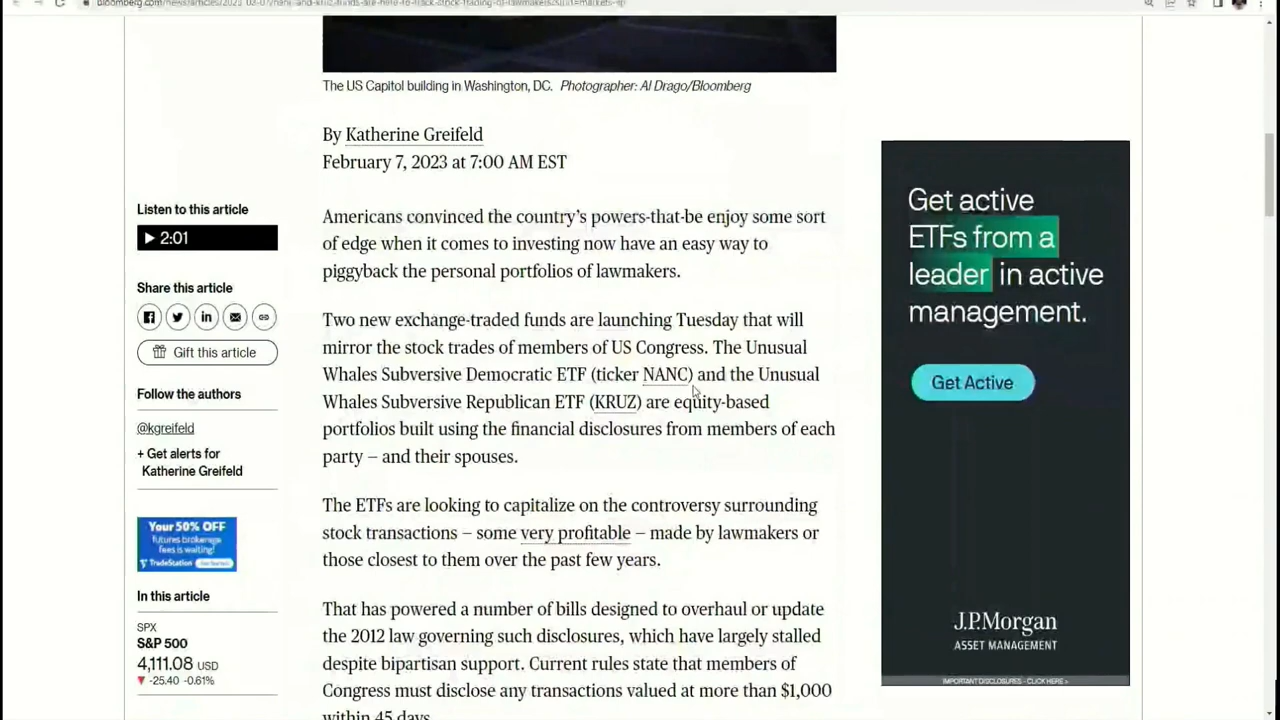 The US Capitol building in Washington, DC. Photographer: Al Drago/Bloomberg
By Katherine Greifeld
February 7, 2023 at 7:00 AM EST
Listen to this article
2:01
Share this article
Gift this article
Follow the authors
@kgreifeld
+ Get alerts for
Katherine Greifeld
Your 50% OFF
futures brokerage
fees is waiting!
TradeStation
In this article
SPX
S&P 500
4,111.08 USD
▼ -25.40 -0.61%
Americans convinced the country's powers-that-be enjoy some sort
of edge when it comes to investing now have an easy way to
piggyback the personal portfolios of lawmakers.
Two new exchange-traded funds are launching Tuesday that will
mirror the stock trades of members of US Congress. The Unusual
Whales Subversive Democratic ETF (ticker NANC) and the Unusual
Whales Subversive Republican ETF (KRUZ) are equity-based
portfolios built using the financial disclosures from members of each
party – and their spouses.
The ETFs are looking to capitalize on the controversy surrounding
stock transactions – some very profitable – made by lawmakers or
those closest to them over the past few years.
That has powered a number of bills designed to overhaul or update
the 2012 law governing such disclosures, which have largely stalled
despite bipartisan support. Current rules state that members of
Congress must disclose any transactions valued at more than $1,000
within 45 days.
Get active
ETFs from a
leader in active
management.
Get Active
J.P.Morgan
ASSET MANAGEMENT
IMPORTANT DISCLOSURES - CLICK HERE >